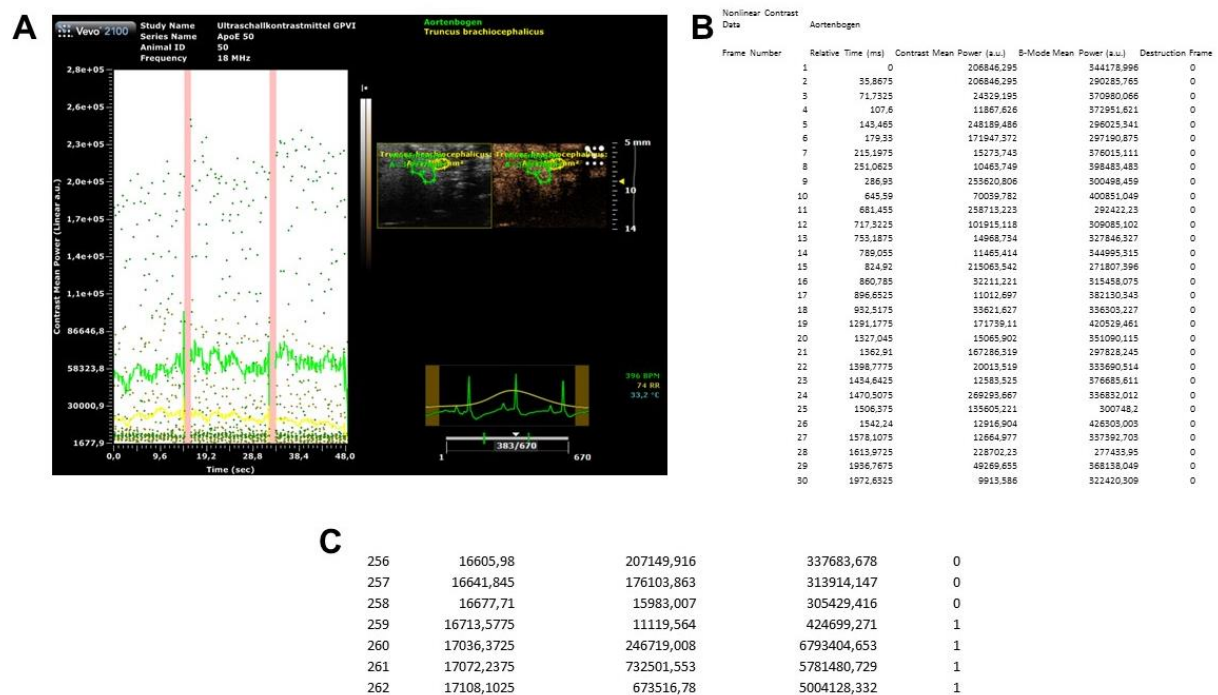 A
Vevo 2100
Study Name Ultraschallkontrastmittel GPVI
Series Name ApoE 50
Animal ID 50
Frequency 18 MHz
Aortenbogen
Truncus brachiocephalicus
Contrast Mean Power (Linear a.u.)
2,8e+05
2,6e+05
2,3e+05
2,0e+05
1,7e+05
1,4e+05
1,1e+05
86646,8
58323,8
30000,9
1677,9
0,0 9,6 19,2 28,8 38,4 48,0
Time (sec)
Truncus brachiocephalicus: Truncus brachiocephalicus:
5 mm
10
14
396 BPM
74 RR
33,2 °C
383/670
1 670
B
Nonlinear Contrast
Data Aortenbogen
Frame Number Relative Time (ms) Contrast Mean Power (a.u.) B-Mode Mean Power (a.u.) Destruction Frame
1 0 206846,295 344178,996 0
2 35,8675 206846,295 290285,765 0
3 71,7325 24329,195 370980,066 0
4 107,6 11867,626 372951,621 0
5 143,465 248189,486 296025,341 0
6 179,33 171947,372 297190,875 0
7 215,1975 15273,743 376015,111 0
8 251,0625 10463,749 398483,483 0
9 286,93 253620,806 300498,459 0
10 645,59 70039,782 400851,049 0
11 681,455 258713,223 292422,23 0
12 717,3225 101915,118 309085,102 0
13 753,1875 14968,734 327846,327 0
14 789,055 11465,414 344995,315 0
15 824,92 215063,542 271807,396 0
16 860,785 32211,221 315458,075 0
17 896,6525 11012,697 382130,343 0
18 932,5175 33621,627 336303,227 0
19 1291,1775 171739,11 420529,461 0
20 1327,045 15065,902 351090,115 0
21 1362,91 167286,319 297828,245 0
22 1398,7775 20013,519 333690,514 0
23 1434,6425 12583,525 376685,611 0
24 1470,5075 269293,667 336832,012 0
25 1506,375 135605,221 300748,2 0
26 1542,24 12916,904 426303,003 0
27 1578,1075 12664,977 337392,703 0
28 1613,9725 228702,23 277433,95 0
29 1936,7675 49269,655 368138,049 0
30 1972,6325 9913,586 322420,309 0
C
256 16605,98 207149,916 337683,678 0
257 16641,845 176103,863 313914,147 0
258 16677,71 15983,007 305429,416 0
259 16713,5775 11119,564 424699,271 1
260 17036,3725 246719,008 6793404,653 1
261 17072,2375 732501,553 5781480,729 1
262 17108,1025 673516,78 5004128,332 1